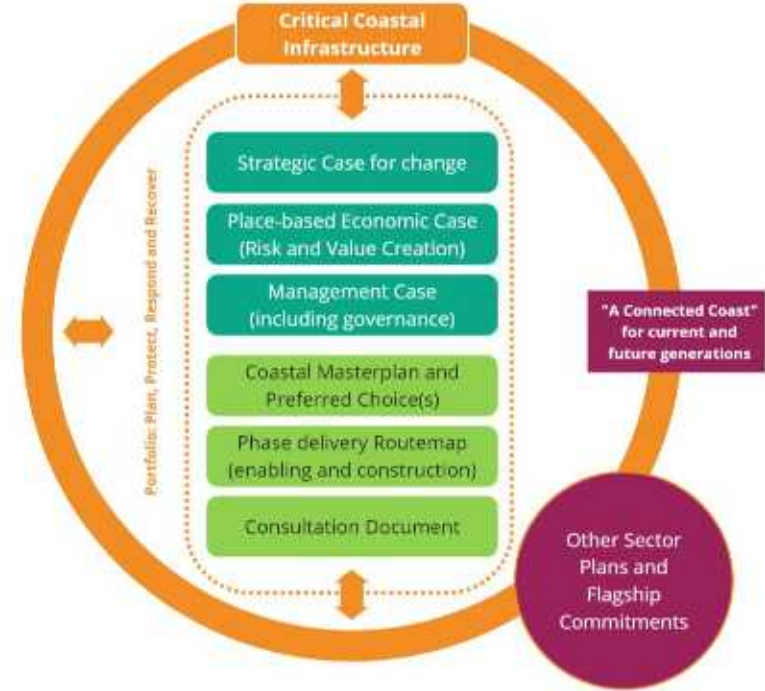 Critical Coastal
Infrastructure
Strategic Case for change
Place-based Economic Case
(Risk and Value Creation)
Management Case
(including governance)
Coastal Masterplan and
Preferred Choice(s)
Phase delivery Routemap
(enabling and construction)
Consultation Document
Portfolio: Plan, Protect, Respond and Recover
"A Connected Coast"
for current and
future generations
Other Sector
Plans and
Flagship
Commitments